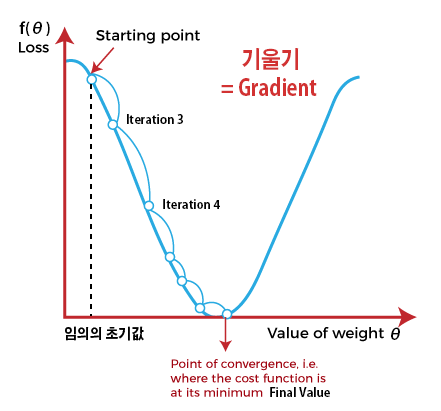 f(θ)
Loss
Starting point
기울기
= Gradient
Iteration 3
Iteration 4
임의의 초기값
Value of weight θ
Point of convergence, i.e.
where the cost function is
at its minimum Final Value